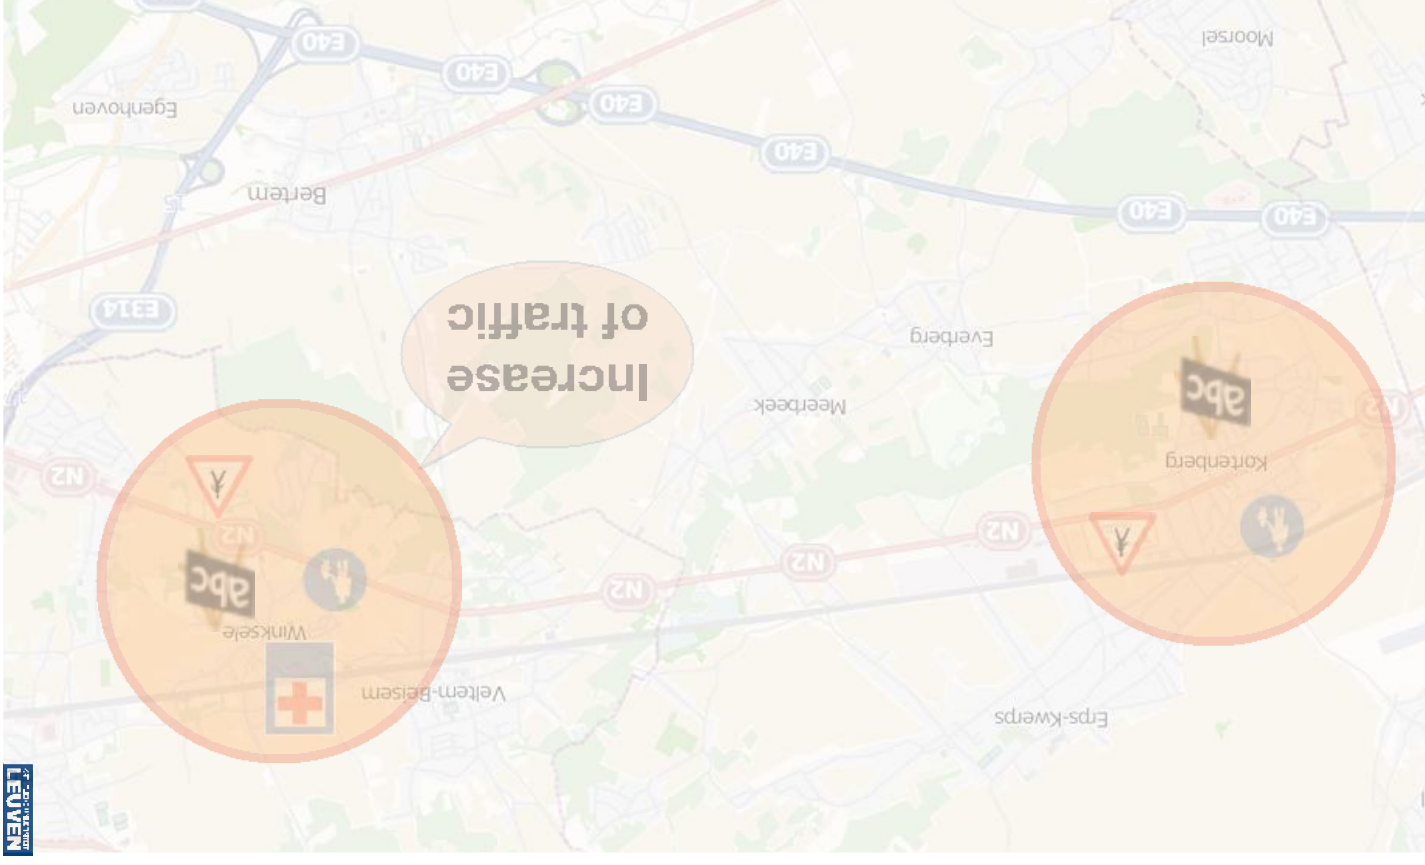 LEUVEN
Erps-Kwerps
Veltem-Beisem
Winksele
N2
abc
N2
N2
N2
N2
Kortenberg
N2
Meerbeek
abc
Increase
of traffic
Everberg
E314
E40
E40
Bertem
E40
Egenhoven
E40
E40
E40
Moorsel